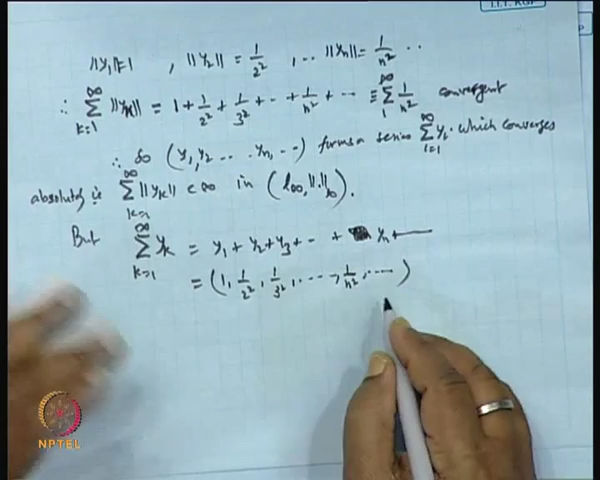 I.I.T. KGP
||y₁||=1 , ||y₂|| = 1/2² , ... ||yₙ|| = 1/n² ..
∴ ∑_{k=1}^{∞} ||yₖ|| = 1 + 1/2² + 1/3² + ... + 1/n² + ... ≡ ∑_{1}^{∞} 1/n² convergent
∴ So (y₁, y₂ ..... yₙ, ...) forms a series ∑_{i=1}^{∞} yᵢ. which converges
absolutely ie ∑_{k=1}^{∞} ||yₖ|| < ∞ in (l∞, ||.||∞).
But ∑_{k=1}^{∞} yₖ = y₁ + y₂ + y₃ + ... + yₙ + —
= (1, 1/2², 1/3², ...., 1/n², .....)
NPTEL